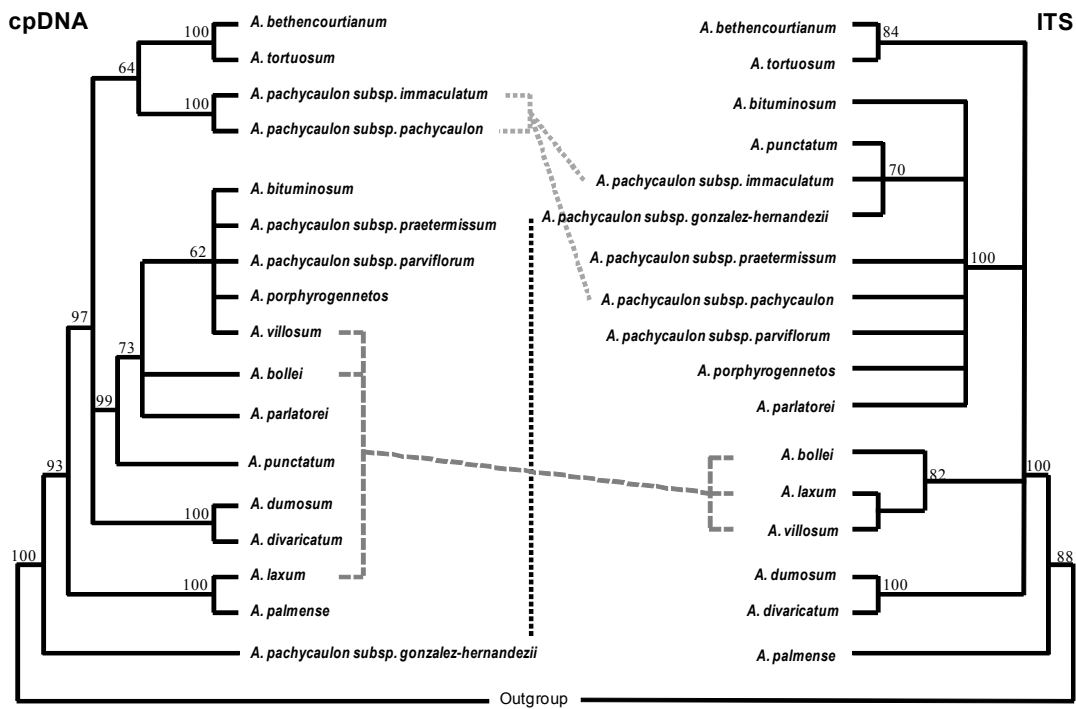 cpDNA
A. bethencourtianum
100
A. tortuosum
64
A. pachycaulon subsp. immaculatum
100
A. pachycaulon subsp. pachycaulon
A. bituminosum
A. pachycaulon subsp. praetermissum
62
A. pachycaulon subsp. parviflorum
A. porphyrogennetos
97
A. villosum
73
A. bollei
99
A. parlatorei
A. punctatum
93
A. dumosum
100
A. divaricatum
100
A. laxum
100
A. palmense
A. pachycaulon subsp. gonzalez-hernandezii
Outgroup
ITS
A. bethencourtianum
84
A. tortuosum
A. bituminosum
A. punctatum
70
A. pachycaulon subsp. immaculatum
A. pachycaulon subsp. gonzalez-hernandezii
A. pachycaulon subsp. praetermissum
100
A. pachycaulon subsp. pachycaulon
A. pachycaulon subsp. parviflorum
A. porphyrogennetos
A. parlatorei
A. bollei
82
100
A. laxum
A. villosum
88
A. dumosum
100
A. divaricatum
A. palmense